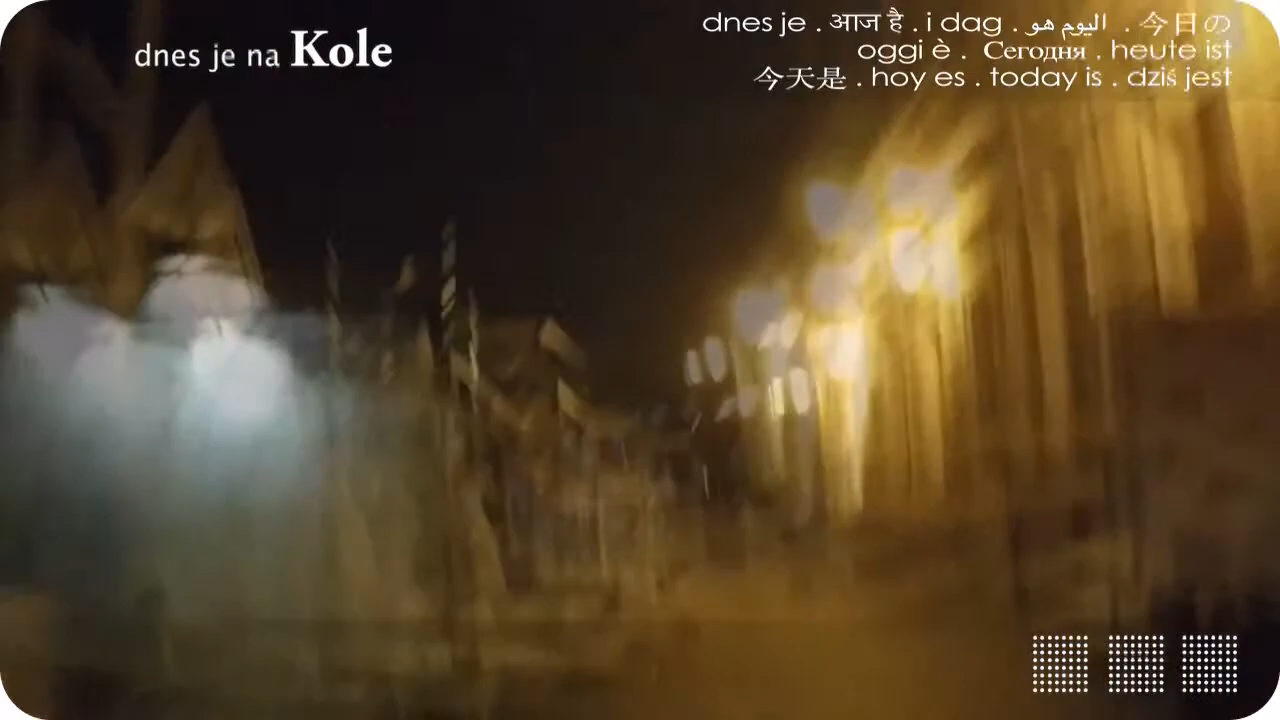 dnes je na Kole
dnes je . आज है . i dag . اليوم هو . 今日の
oggi è . Сегодня . heute ist
今天是 . hoy es . today is . dziś jest